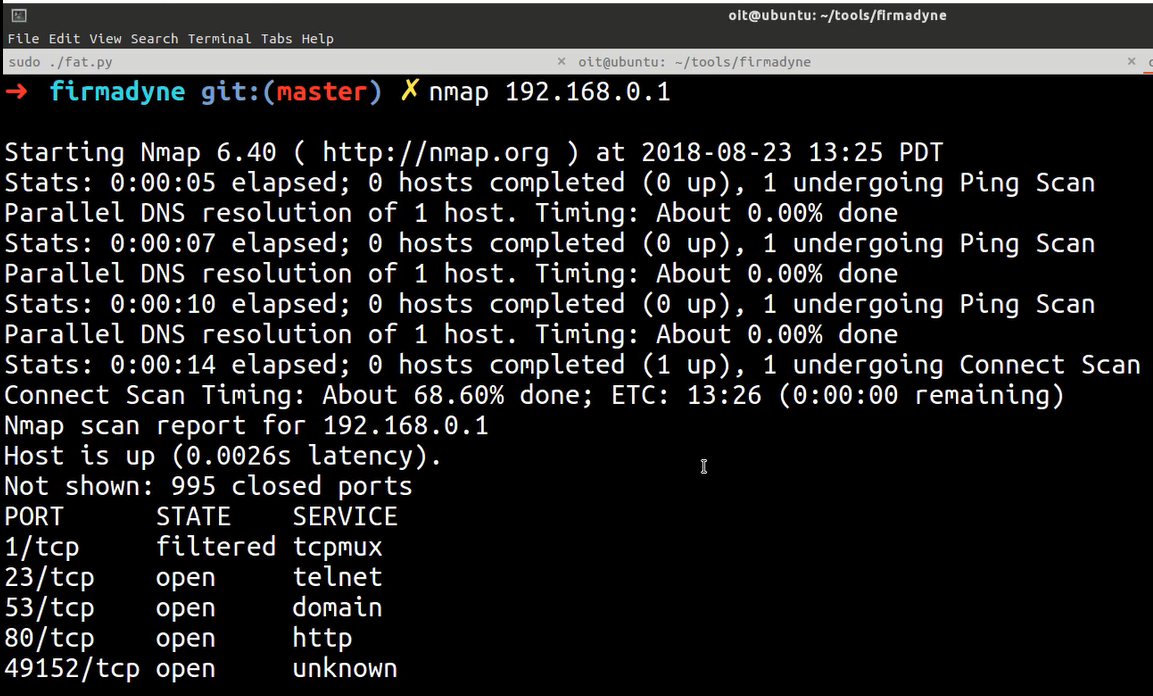 oit@ubuntu: ~/tools/firmadyne
File Edit View Search Terminal Tabs Help
sudo ./fat.py × oit@ubuntu: ~/tools/firmadyne ×
➜ firmadyne git:(master) ✗ nmap 192.168.0.1
Starting Nmap 6.40 ( http://nmap.org ) at 2018-08-23 13:25 PDT
Stats: 0:00:05 elapsed; 0 hosts completed (0 up), 1 undergoing Ping Scan
Parallel DNS resolution of 1 host. Timing: About 0.00% done
Stats: 0:00:07 elapsed; 0 hosts completed (0 up), 1 undergoing Ping Scan
Parallel DNS resolution of 1 host. Timing: About 0.00% done
Stats: 0:00:10 elapsed; 0 hosts completed (0 up), 1 undergoing Ping Scan
Parallel DNS resolution of 1 host. Timing: About 0.00% done
Stats: 0:00:14 elapsed; 0 hosts completed (1 up), 1 undergoing Connect Scan
Connect Scan Timing: About 68.60% done; ETC: 13:26 (0:00:00 remaining)
Nmap scan report for 192.168.0.1
Host is up (0.0026s latency).
Not shown: 995 closed ports
PORT STATE SERVICE
1/tcp filtered tcpmux
23/tcp open telnet
53/tcp open domain
80/tcp open http
49152/tcp open unknown